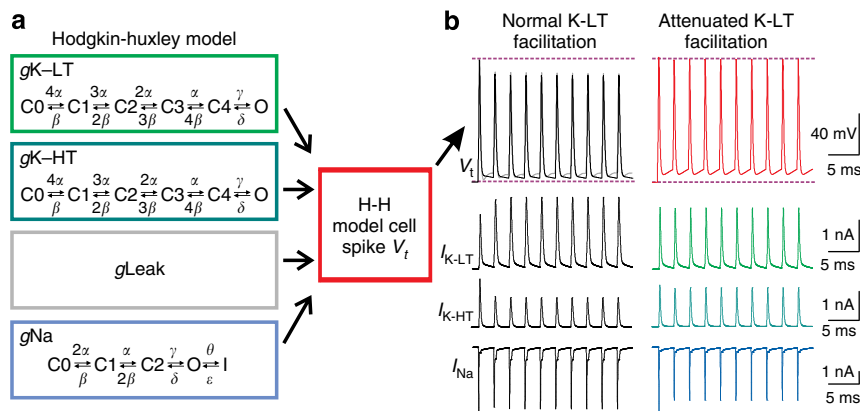 a
Hodgkin-huxley model
gK–LT
4α 3α 2α α γ
C0 ⇌ C1 ⇌ C2 ⇌ C3 ⇌ C4 ⇌ O
β 2β 3β 4β δ
gK–HT
4α 3α 2α α γ
C0 ⇌ C1 ⇌ C2 ⇌ C3 ⇌ C4 ⇌ O
β 2β 3β 4β δ
gLeak
gNa
2α α γ θ
C0 ⇌ C1 ⇌ C2 ⇌ O ⇌ I
β 2β δ ε
H-H
model cell
spike Vt
b
Normal K-LT
facilitation
Attenuated K-LT
facilitation
Vt
40 mV
5 ms
IK-LT
1 nA
5 ms
IK-HT
1 nA
5 ms
INa
1 nA
5 ms